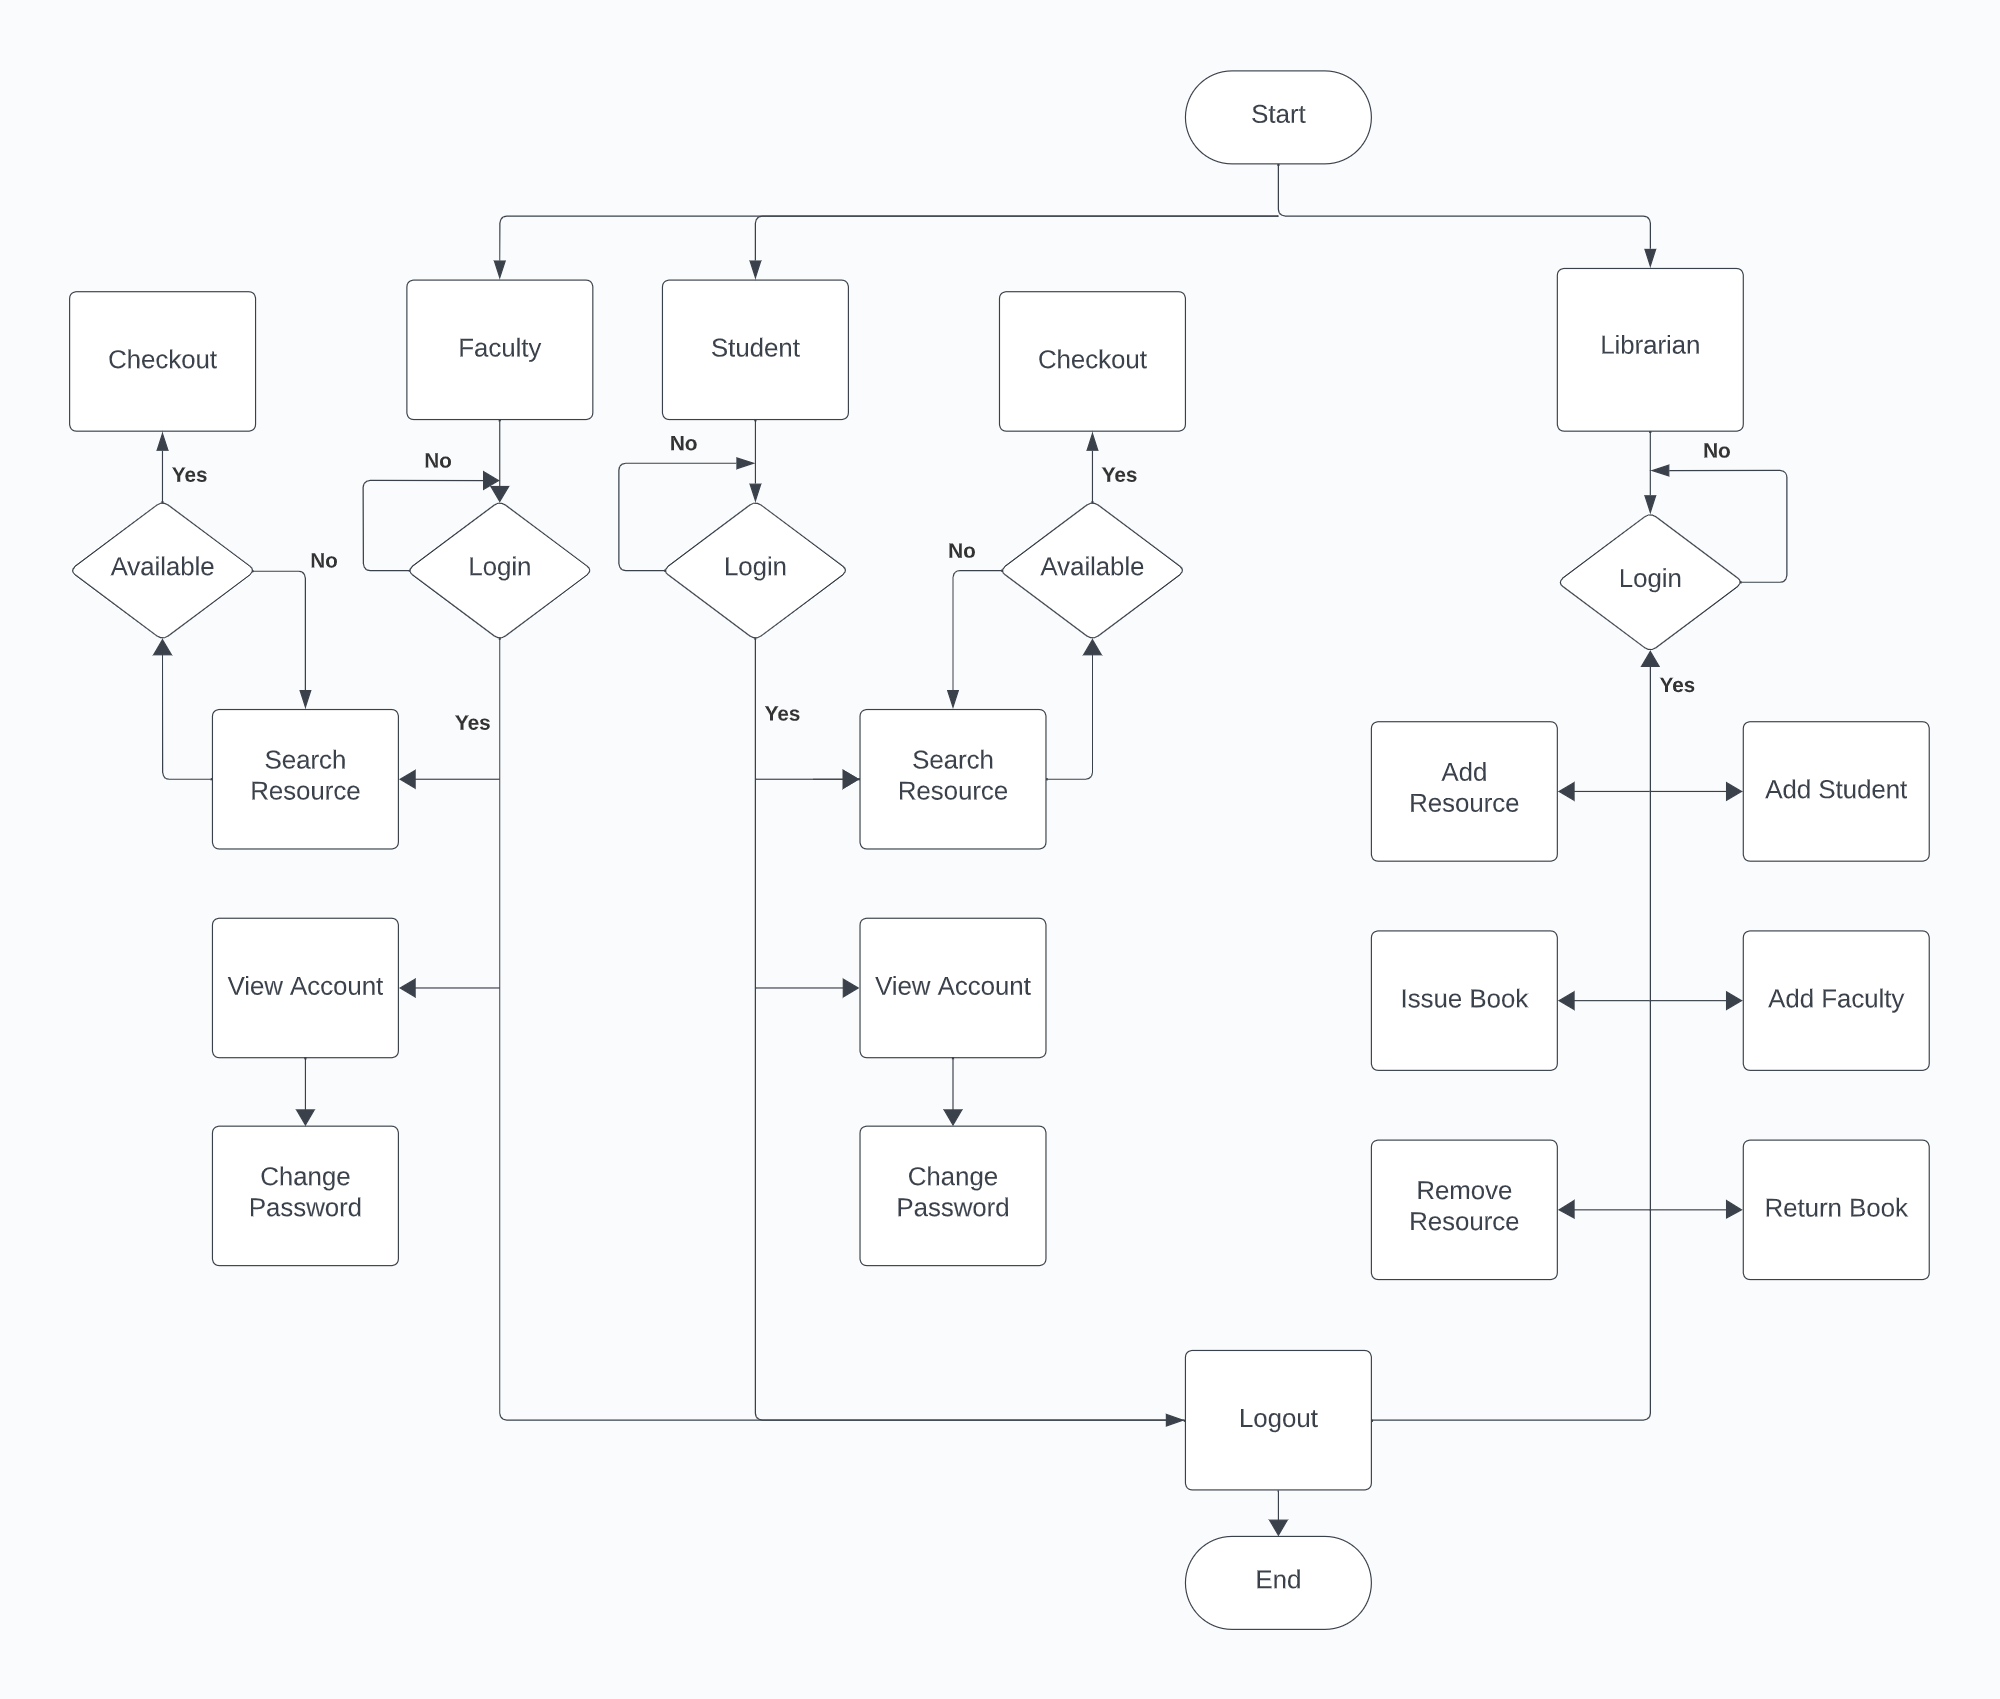 Start
Faculty
Student
Librarian
Checkout
Checkout
No
No
No
Yes
Yes
Available
Login
Login
Available
Login
No
No
Yes
Yes
Yes
Search
Resource
Search
Resource
Add
Resource
Add Student
View Account
View Account
Issue Book
Add Faculty
Change
Password
Change
Password
Remove
Resource
Return Book
Logout
End